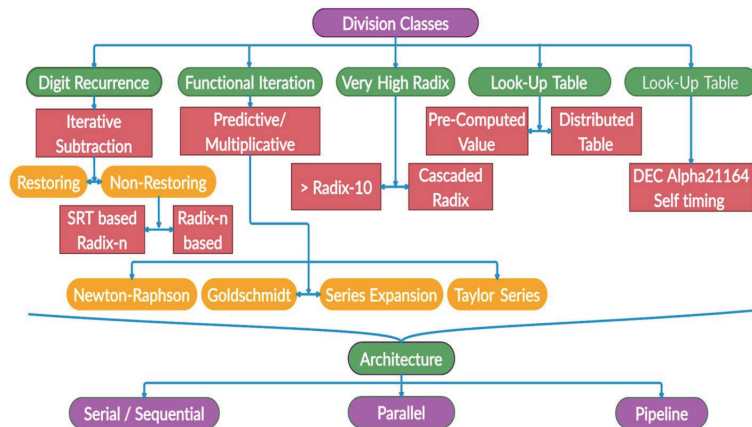 Division Classes
Digit Recurrence
Functional Iteration
Very High Radix
Look-Up Table
Look-Up Table
Iterative
Subtraction
Predictive/
Multiplicative
Pre-Computed
Value
Distributed
Table
Restoring
Non-Restoring
> Radix-10
Cascaded
Radix
DEC Alpha21164
Self timing
SRT based
Radix-n
Radix-n
based
Newton-Raphson
Goldschmidt
Series Expansion
Taylor Series
Architecture
Serial / Sequential
Parallel
Pipeline